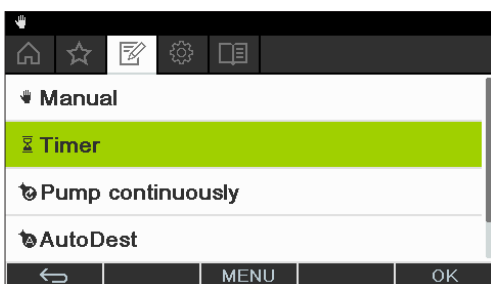 Manual
Timer
Pump continuously
AutoDest
MENU OK